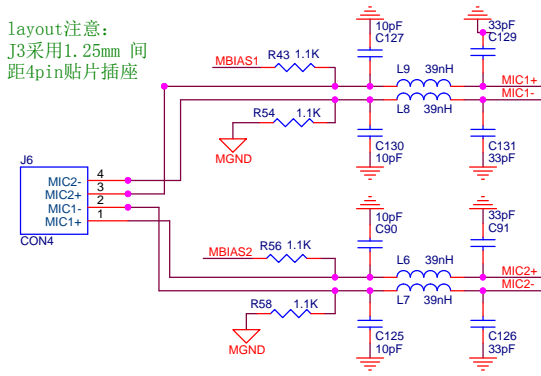 layout注意:
J3采用1.25mm 间
距4pin贴片插座
10pF
C127
33pF
C129
MBIAS1
R43 1.1K
L9 39nH
MIC1+
MIC1-
R54 1.1K
L8 39nH
MGND
C130
10pF
C131
33pF
J6
MIC2- 4
MIC2+ 3
MIC1- 2
MIC1+ 1
CON4
10pF
C90
33pF
C91
MBIAS2
R56 1.1K
L6 39nH
MIC2+
MIC2-
R58 1.1K
L7 39nH
MGND
C125
10pF
C126
33pF